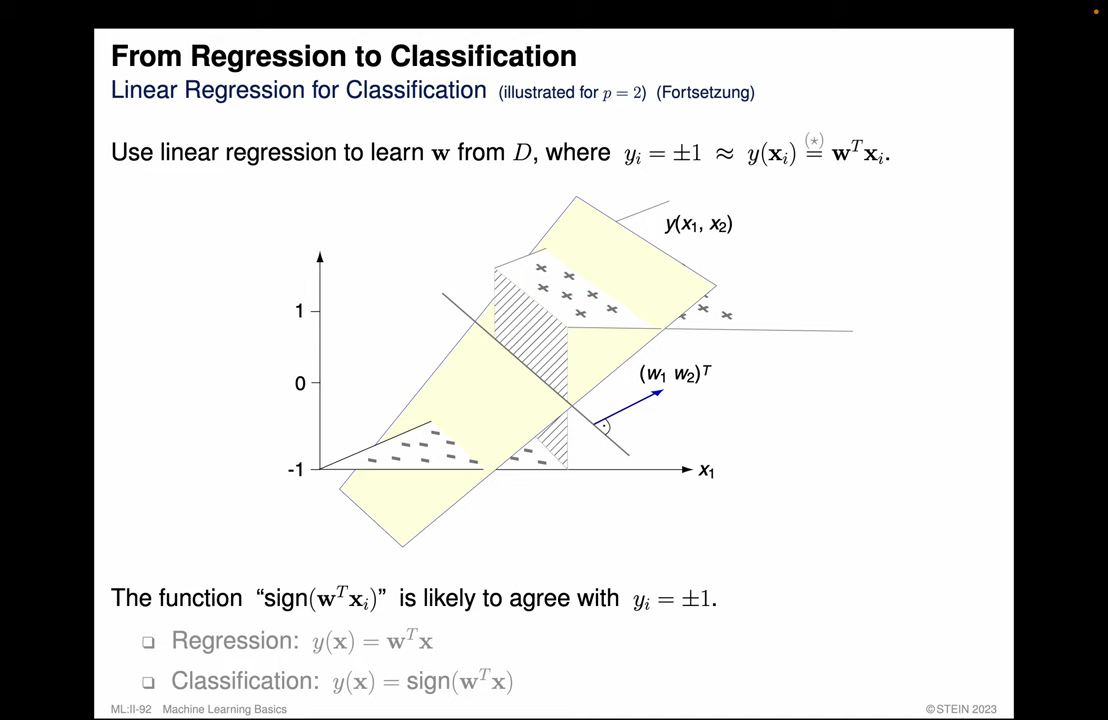 From Regression to Classification
Linear Regression for Classification (illustrated for p = 2) (Fortsetzung)
Use linear regression to learn w from D, where yᵢ = ±1 ≈ y(xᵢ) (⋆)= wᵀxᵢ.
y(x₁, x₂)
1
0
(w₁ w₂)ᵀ
-1
x₁
The function “sign(wᵀxᵢ)” is likely to agree with yᵢ = ±1.
❑ Regression: y(x) = wᵀx
❑ Classification: y(x) = sign(wᵀx)
ML:II-92 Machine Learning Basics © STEIN 2023